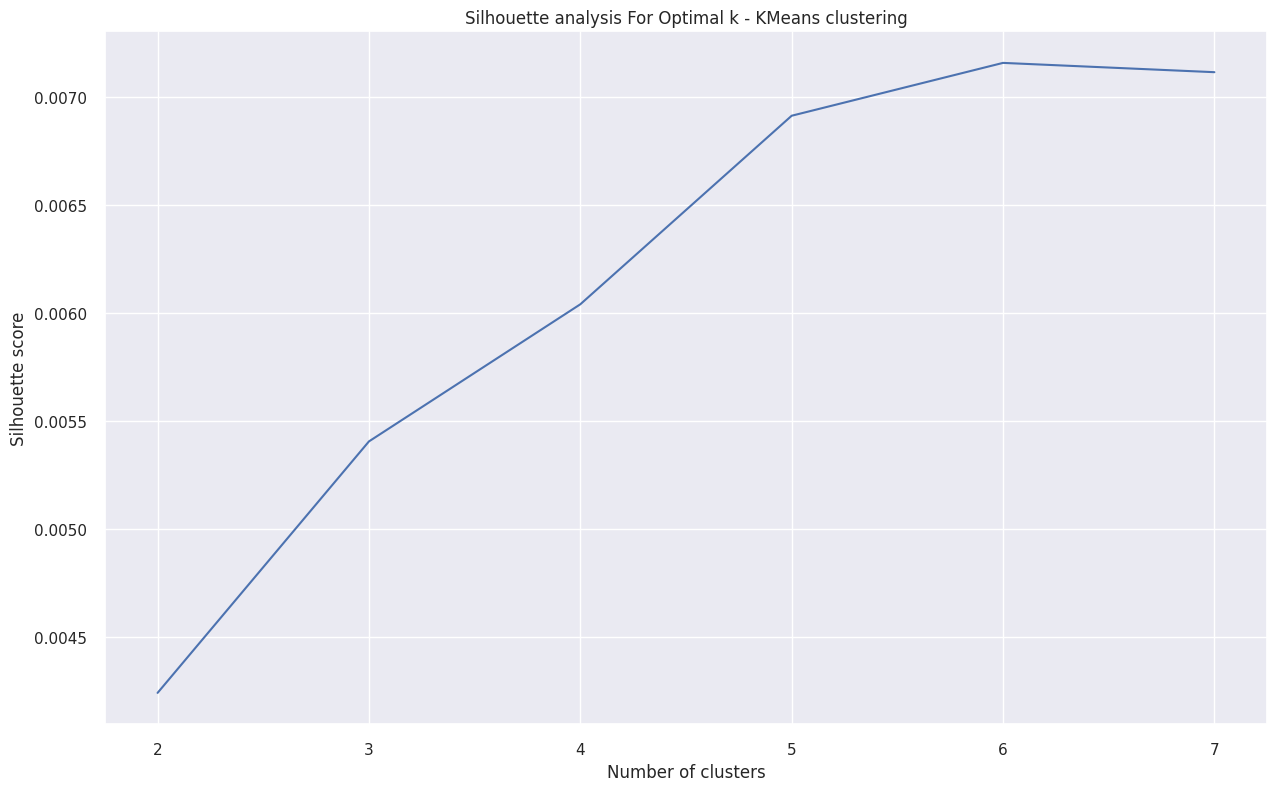 Silhouette analysis For Optimal k - KMeans clustering
0.0070
0.0065
0.0060
0.0055
0.0050
0.0045
Silhouette score
2 3 4 5 6 7
Number of clusters